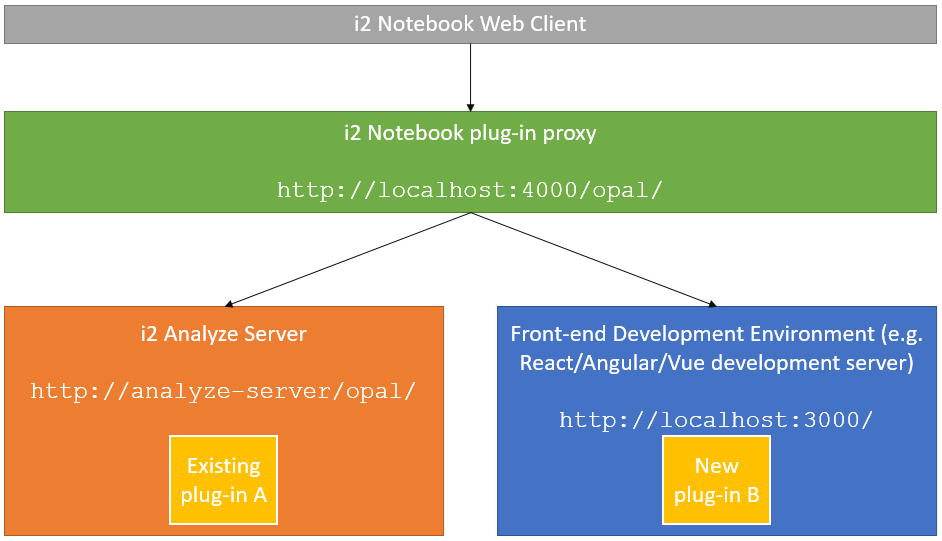 i2 Notebook Web Client
i2 Notebook plug-in proxy
http://localhost:4000/opal/
i2 Analyze Server
http://analyze-server/opal/
Existing
plug-in A
Front-end Development Environment (e.g.
React/Angular/Vue development server)
http://localhost:3000/
New
plug-in B